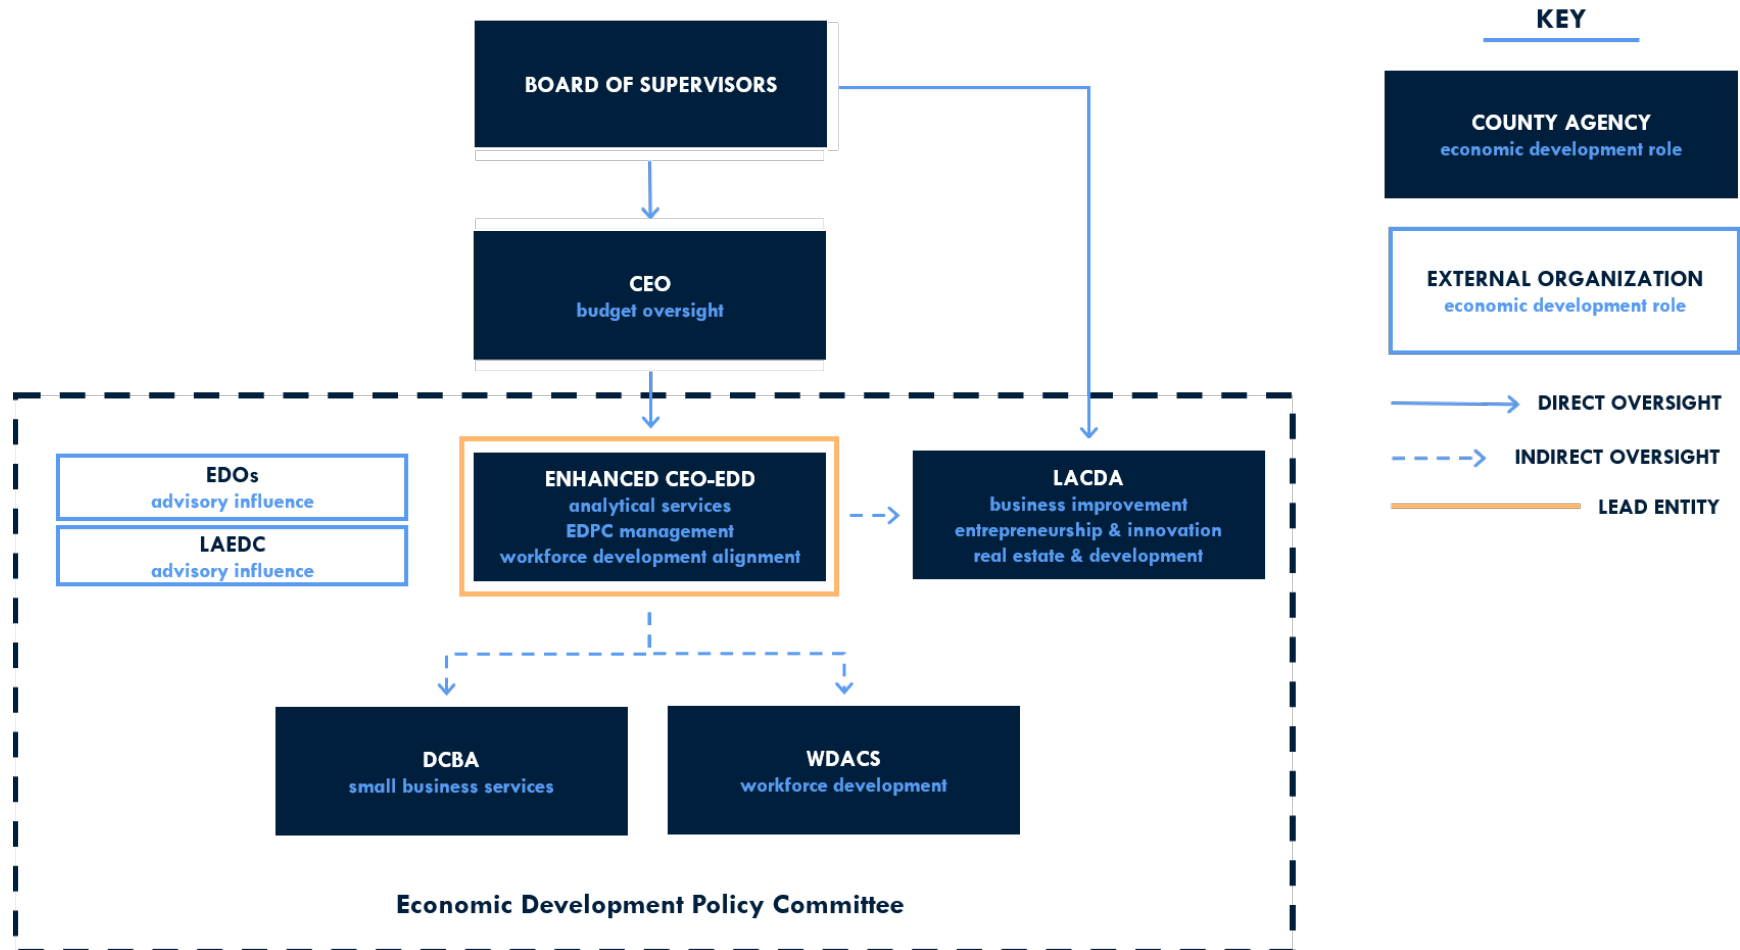 BOARD OF SUPERVISORS
CEO
budget oversight
EDOs
advisory influence
LAEDC
advisory influence
ENHANCED CEO-EDD
analytical services
EDPC management
workforce development alignment
LACDA
business improvement
entrepreneurship & innovation
real estate & development
DCBA
small business services
WDACS
workforce development
Economic Development Policy Committee
KEY
COUNTY AGENCY
economic development role
EXTERNAL ORGANIZATION
economic development role
DIRECT OVERSIGHT
INDIRECT OVERSIGHT
LEAD ENTITY